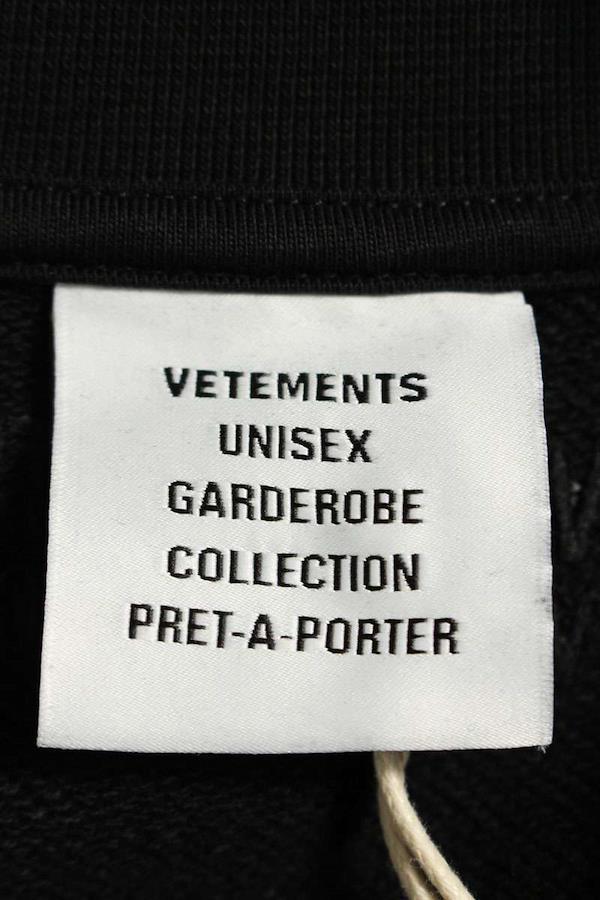 VETEMENTS
UNISEX
GARDEROBE
COLLECTION
PRET-A-PORTER